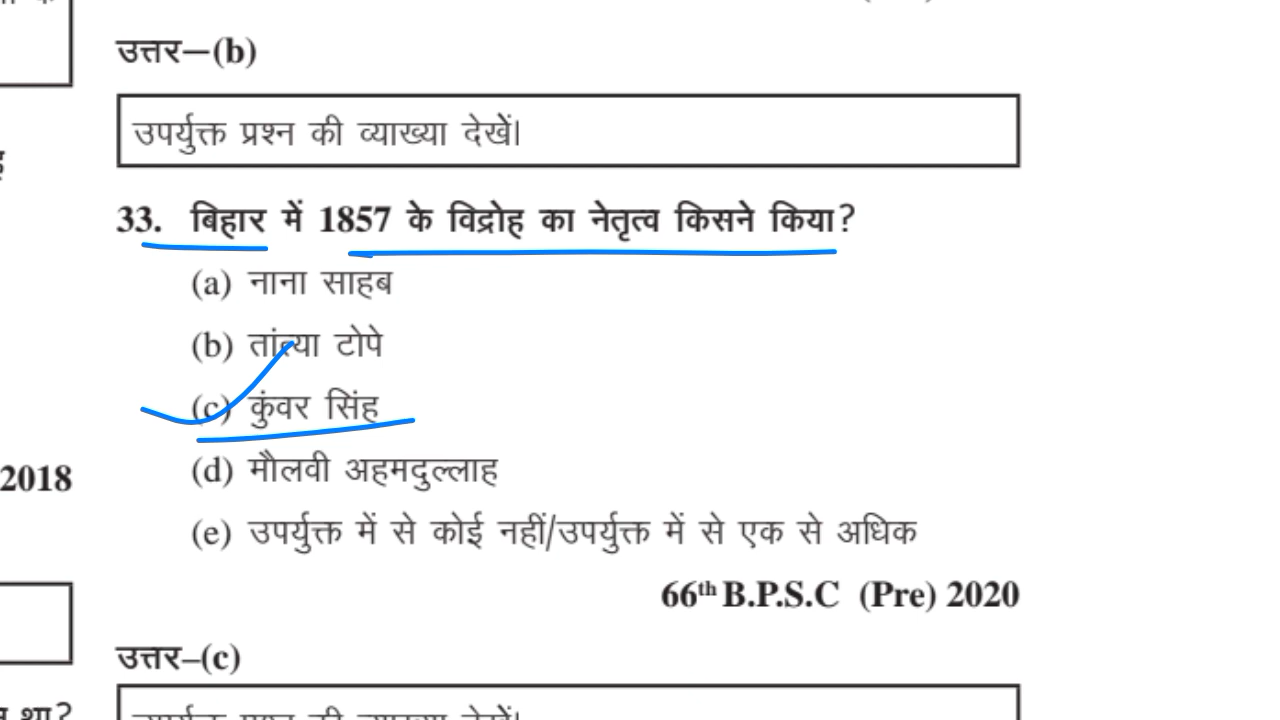 उत्तर—(b)
उपर्युक्त प्रश्न की व्याख्या देखें।
33. बिहार में 1857 के विद्रोह का नेतृत्व किसने किया?
(a) नाना साहब
(b) तांत्या टोपे
(c) कुंवर सिंह
(d) मौलवी अहमदुल्लाह
2018
(e) उपर्युक्त में से कोई नहीं/उपर्युक्त में से एक से अधिक
66th B.P.S.C (Pre) 2020
उत्तर–(c)
था?